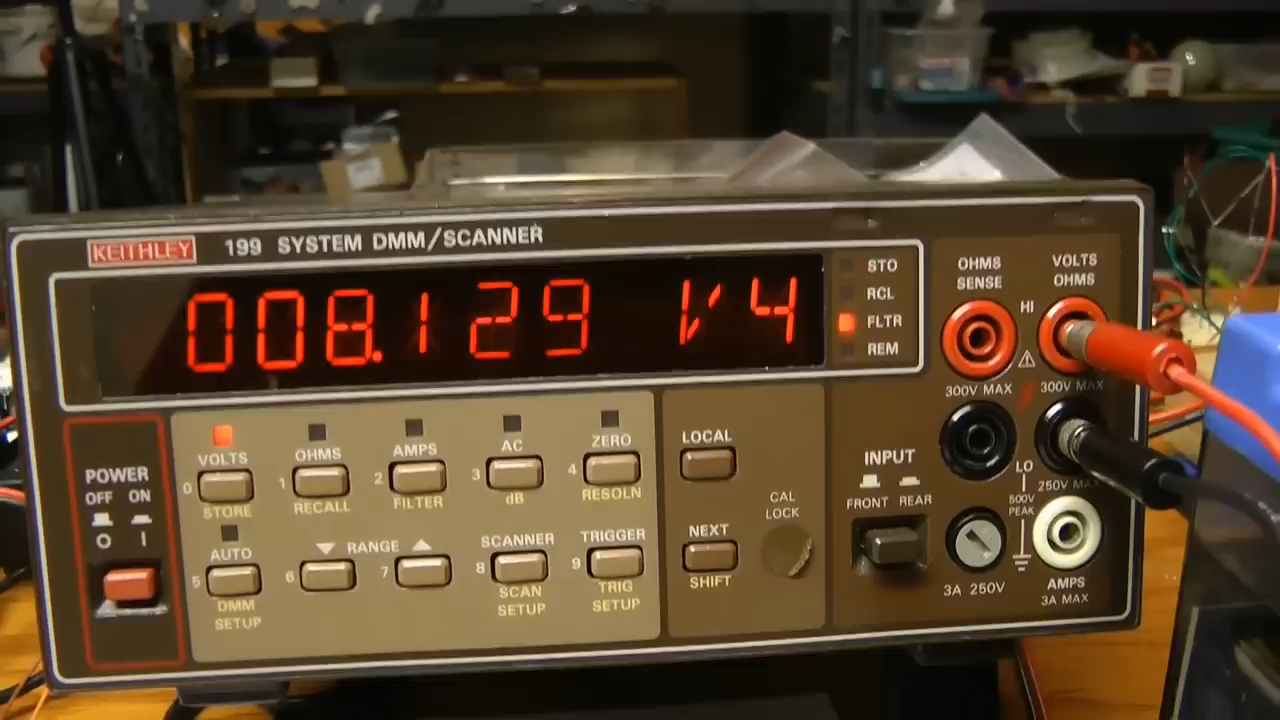 KEITHLEY 199 SYSTEM DMM/SCANNER
008.129 V4
STO
RCL
FLTR
REM
OHMS SENSE
VOLTS OHMS
HI
300V MAX
300V MAX
LO
250V MAX
500V PEAK
3A 250V
AMPS
3A MAX
POWER
OFF ON
O I
VOLTS
0
STORE
OHMS
1
RECALL
AMPS
2
FILTER
AC
3
dB
ZERO
4
RESOLN
AUTO
5
DMM SETUP
RANGE
6
7
SCANNER
8
SCAN SETUP
TRIGGER
9
TRIG SETUP
LOCAL
NEXT
SHIFT
CAL LOCK
INPUT
FRONT REAR